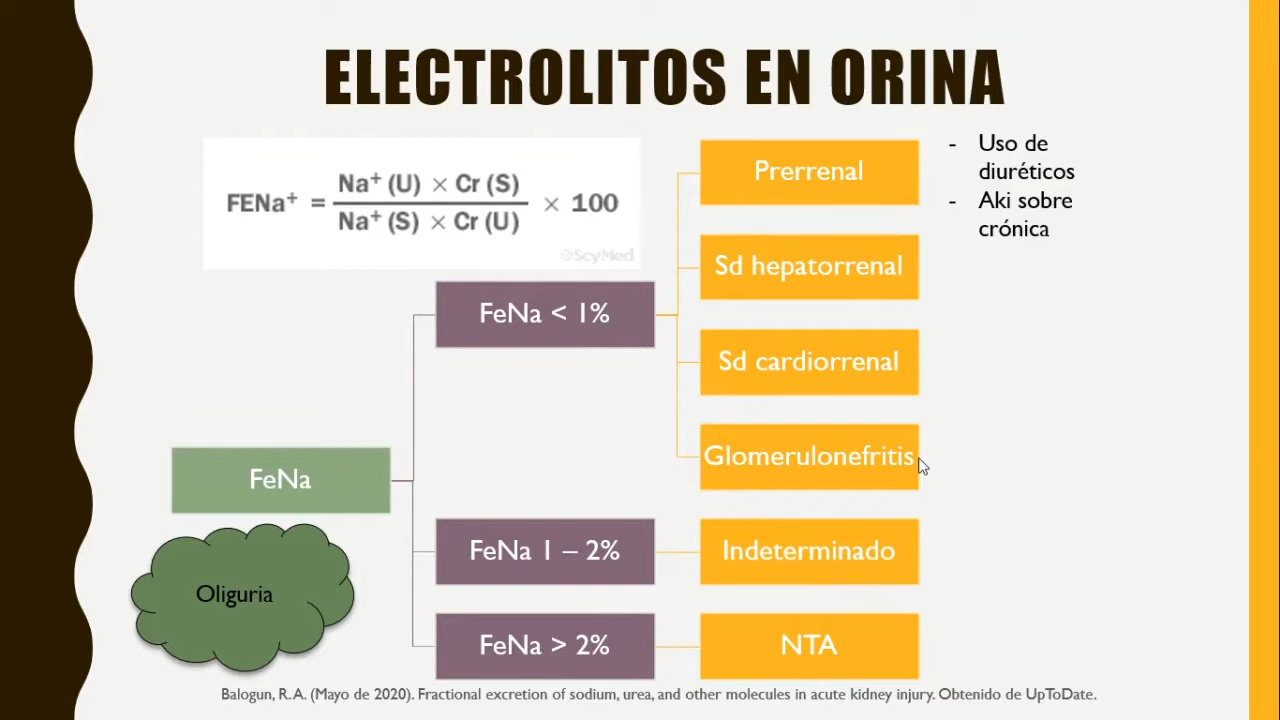 ELECTROLITOS EN ORINA
FENa⁺ = Na⁺ (U) × Cr (S) / Na⁺ (S) × Cr (U) × 100
@ScyMed
Prerrenal
- Uso de
diuréticos
- Aki sobre
crónica
Sd hepatorrenal
FeNa < 1%
Sd cardiorrenal
Glomerulonefritis
FeNa
FeNa 1 – 2%
Indeterminado
Oliguria
FeNa > 2%
NTA
Balogun, R. A. (Mayo de 2020). Fractional excretion of sodium, urea, and other molecules in acute kidney injury. Obtenido de UpToDate.